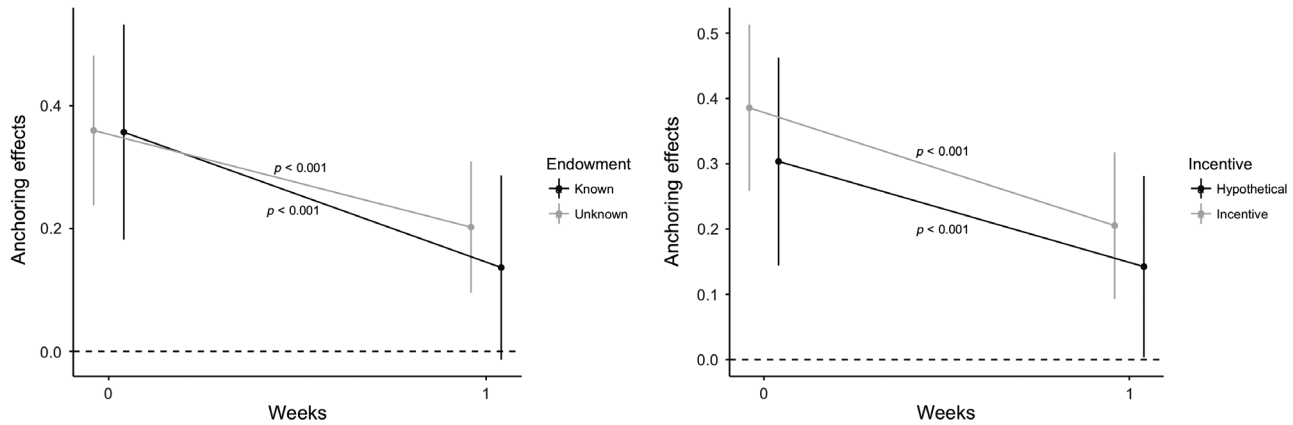 Anchoring effects
0.4
0.2
0.0
p < 0.001
p < 0.001
0
1
Weeks
Endowment
Known
Unknown
Anchoring effects
0.5
0.4
0.3
0.2
0.1
0.0
p < 0.001
p < 0.001
0
1
Weeks
Incentive
Hypothetical
Incentive